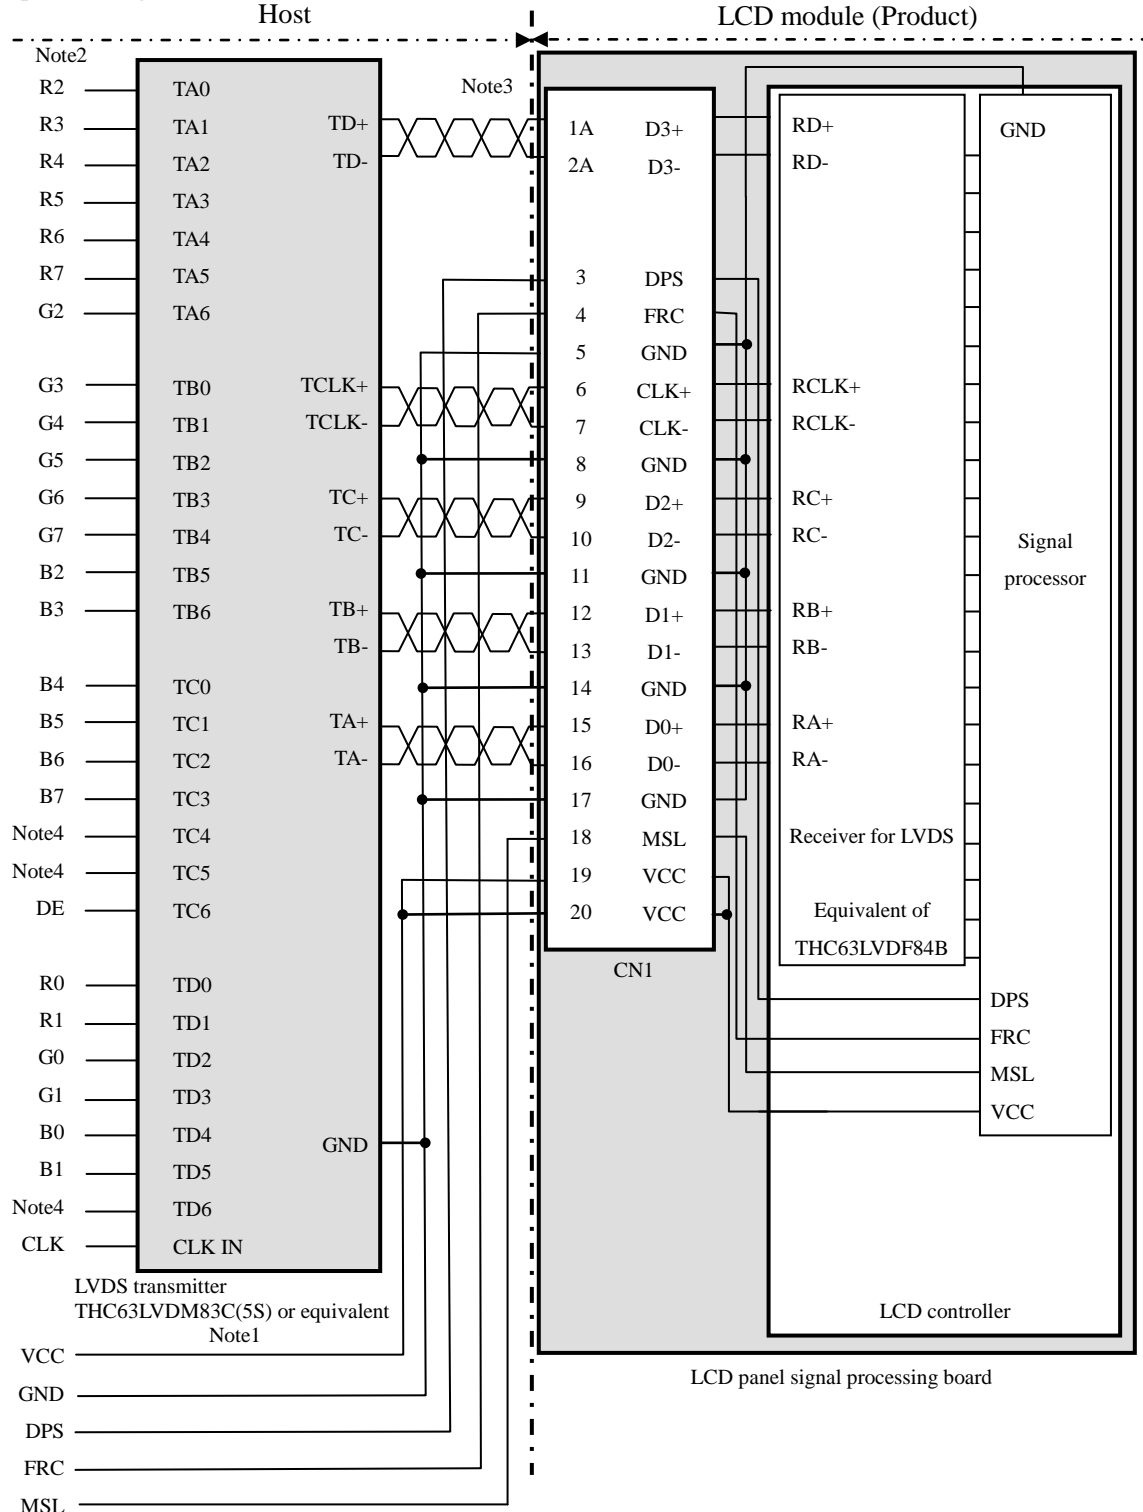 Host
LCD module (Product)
Note2
Note3
R2 TA0
R3 TA1 TD+ 1A D3+ RD+ GND
R4 TA2 TD- 2A D3- RD-
R5 TA3
R6 TA4
R7 TA5 3 DPS
G2 TA6 4 FRC
5 GND
G3 TB0 TCLK+ 6 CLK+ RCLK+
G4 TB1 TCLK- 7 CLK- RCLK-
G5 TB2 8 GND
G6 TB3 TC+ 9 D2+ RC+
G7 TB4 TC- 10 D2- RC- Signal
B2 TB5 11 GND processor
B3 TB6 TB+ 12 D1+ RB+
TB- 13 D1- RB-
B4 TC0 14 GND
B5 TC1 TA+ 15 D0+ RA+
B6 TC2 TA- 16 D0- RA-
B7 TC3 17 GND
Note4 TC4 18 MSL Receiver for LVDS
Note4 TC5 19 VCC
DE TC6 20 VCC Equivalent of
THC63LVDF84B
CN1
R0 TD0 DPS
R1 TD1 FRC
G0 TD2 MSL
G1 TD3 VCC
B0 TD4 GND
B1 TD5
Note4 TD6
CLK CLK IN
LVDS transmitter
THC63LVDM83C(5S) or equivalent
Note1
LCD controller
VCC
LCD panel signal processing board
GND
DPS
FRC
MSL